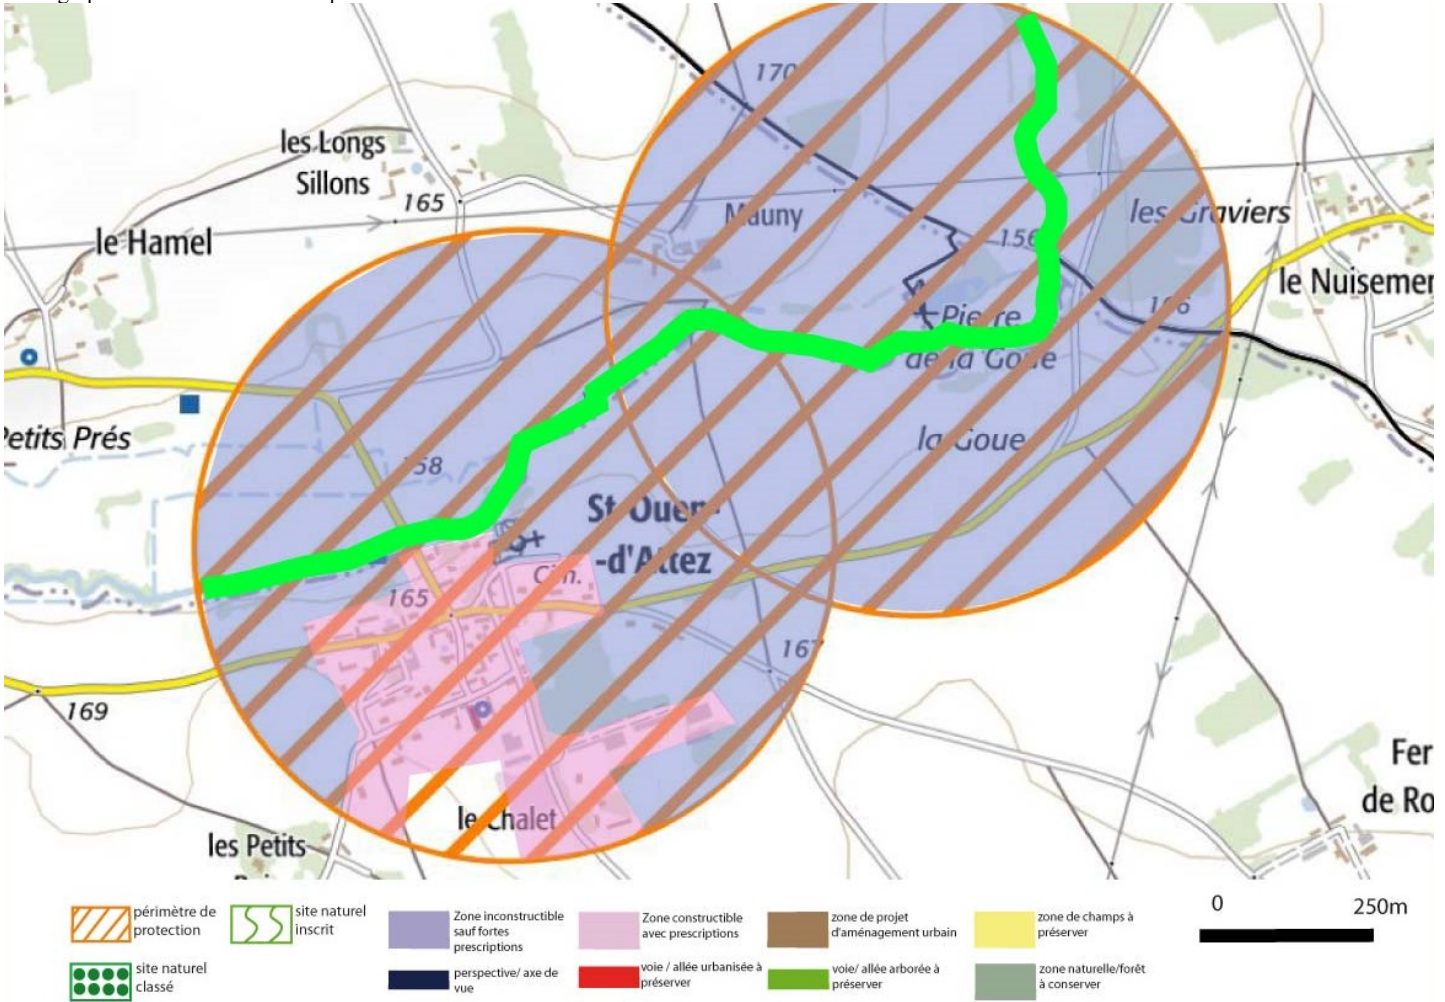 170
les Longs
Sillons
165
le Hamel
Mauny
les Graviers
156
le Nuisemen
Pierre
de la Goue
Petits Prés
la Goue
158
St-Ouen-
-d'Attez
Cim.
165
167
169
le Chalet
les Petits
Fer
de Ro
périmètre de
protection
site naturel
inscrit
Zone inconstructible
sauf fortes
prescriptions
Zone constructible
avec prescriptions
zone de projet
d'aménagement urbain
zone de champs à
préserver
0 250m
site naturel
classé
perspective/ axe de
vue
voie / allée urbanisée à
préserver
voie/ allée arborée à
préserver
zone naturelle/forêt
à conserver